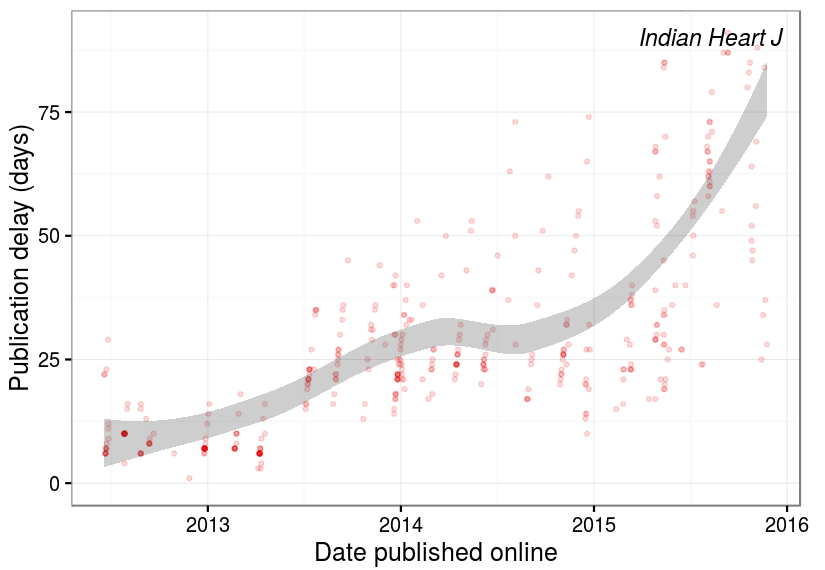 Indian Heart J
Publication delay (days)
75
50
25
0
2013
2014
2015
2016
Date published online